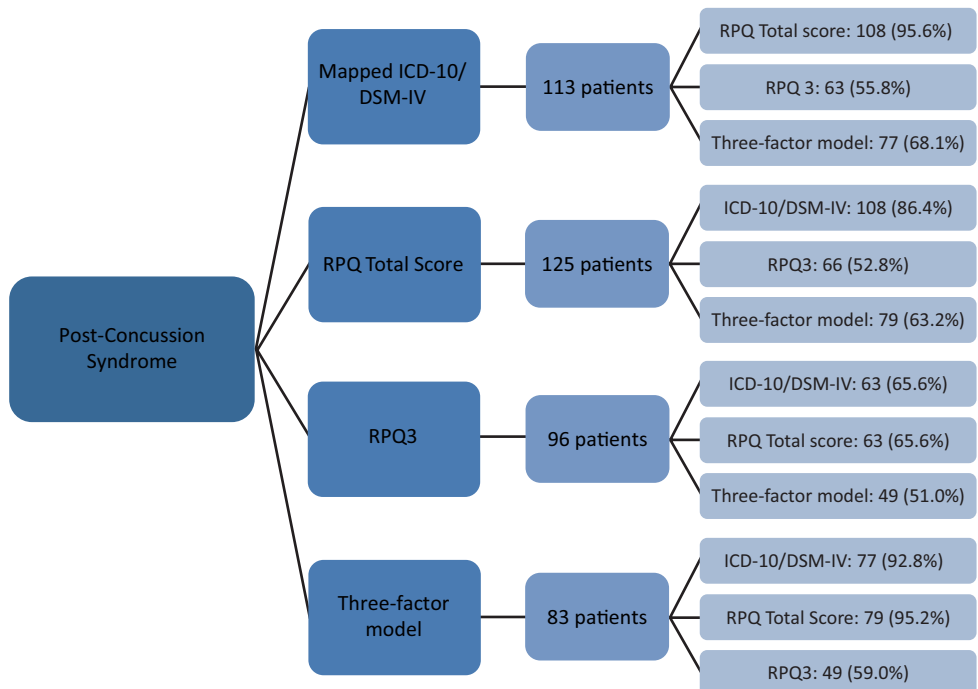 Post-Concussion
Syndrome
Mapped ICD-10/
DSM-IV
113 patients
RPQ Total score: 108 (95.6%)
RPQ 3: 63 (55.8%)
Three-factor model: 77 (68.1%)
RPQ Total Score
125 patients
ICD-10/DSM-IV: 108 (86.4%)
RPQ3: 66 (52.8%)
Three-factor model: 79 (63.2%)
RPQ3
96 patients
ICD-10/DSM-IV: 63 (65.6%)
RPQ Total score: 63 (65.6%)
Three-factor model: 49 (51.0%)
Three-factor
model
83 patients
ICD-10/DSM-IV: 77 (92.8%)
RPQ Total Score: 79 (95.2%)
RPQ3: 49 (59.0%)